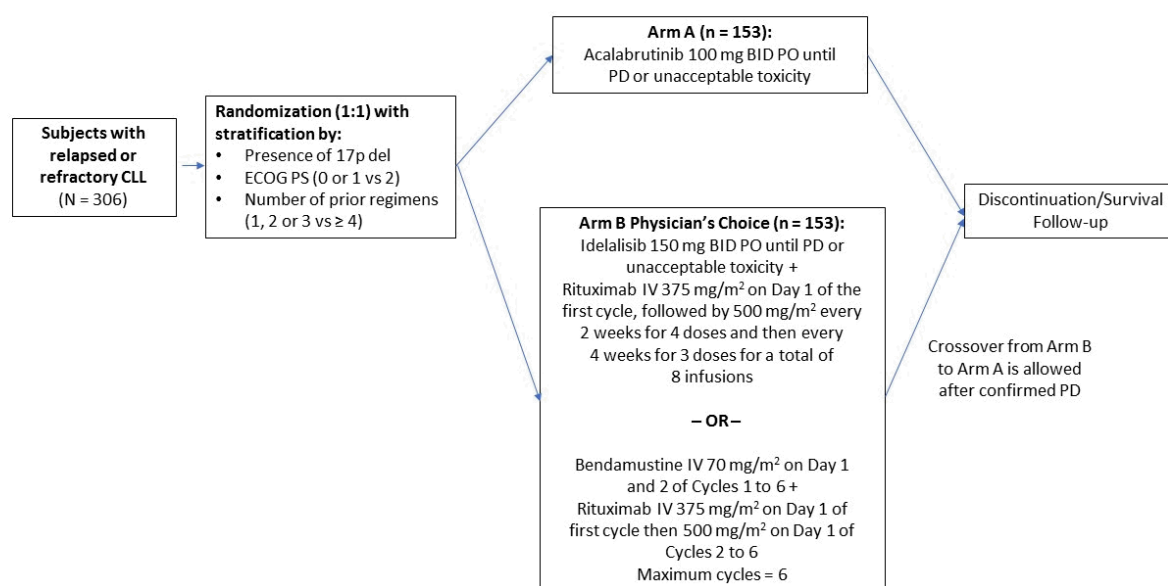 Subjects with
relapsed or
refractory CLL
(N = 306)
Randomization (1:1) with
stratification by:
• Presence of 17p del
• ECOG PS (0 or 1 vs 2)
• Number of prior regimens
(1, 2 or 3 vs ≥ 4)
Arm A (n = 153):
Acalabrutinib 100 mg BID PO until
PD or unacceptable toxicity
Arm B Physician’s Choice (n = 153):
Idelalisib 150 mg BID PO until PD or
unacceptable toxicity +
Rituximab IV 375 mg/m² on Day 1 of the
first cycle, followed by 500 mg/m² every
2 weeks for 4 doses and then every
4 weeks for 3 doses for a total of
8 infusions
– OR–
Bendamustine IV 70 mg/m² on Day 1
and 2 of Cycles 1 to 6 +
Rituximab IV 375 mg/m² on Day 1 of
first cycle then 500 mg/m² on Day 1 of
Cycles 2 to 6
Maximum cycles = 6
Discontinuation/Survival
Follow-up
Crossover from Arm B
to Arm A is allowed
after confirmed PD